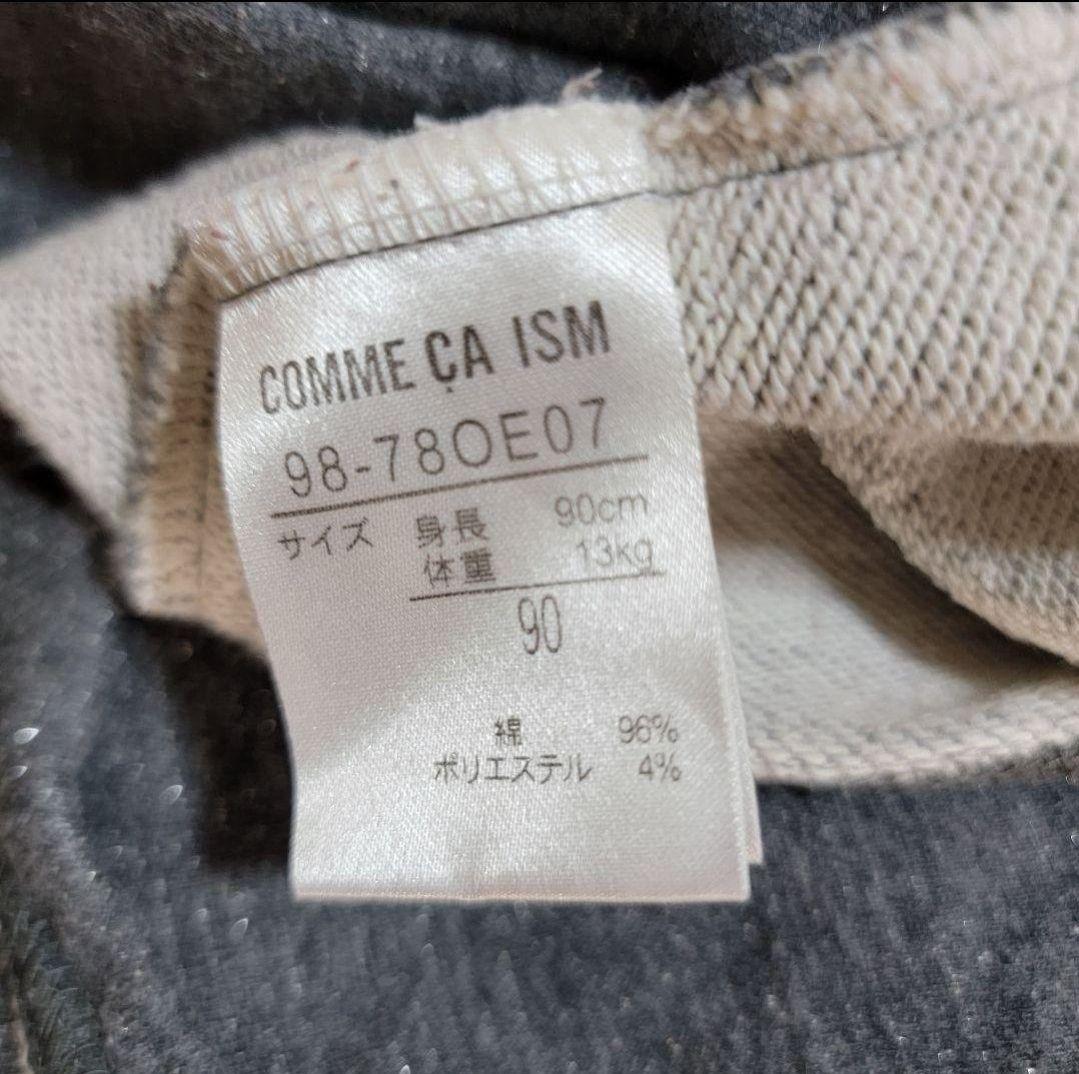 COMME ÇA ISM
98-78OE07
サイズ 身長 90cm
体重 13kg
90
綿 96%
ポリエステル 4%